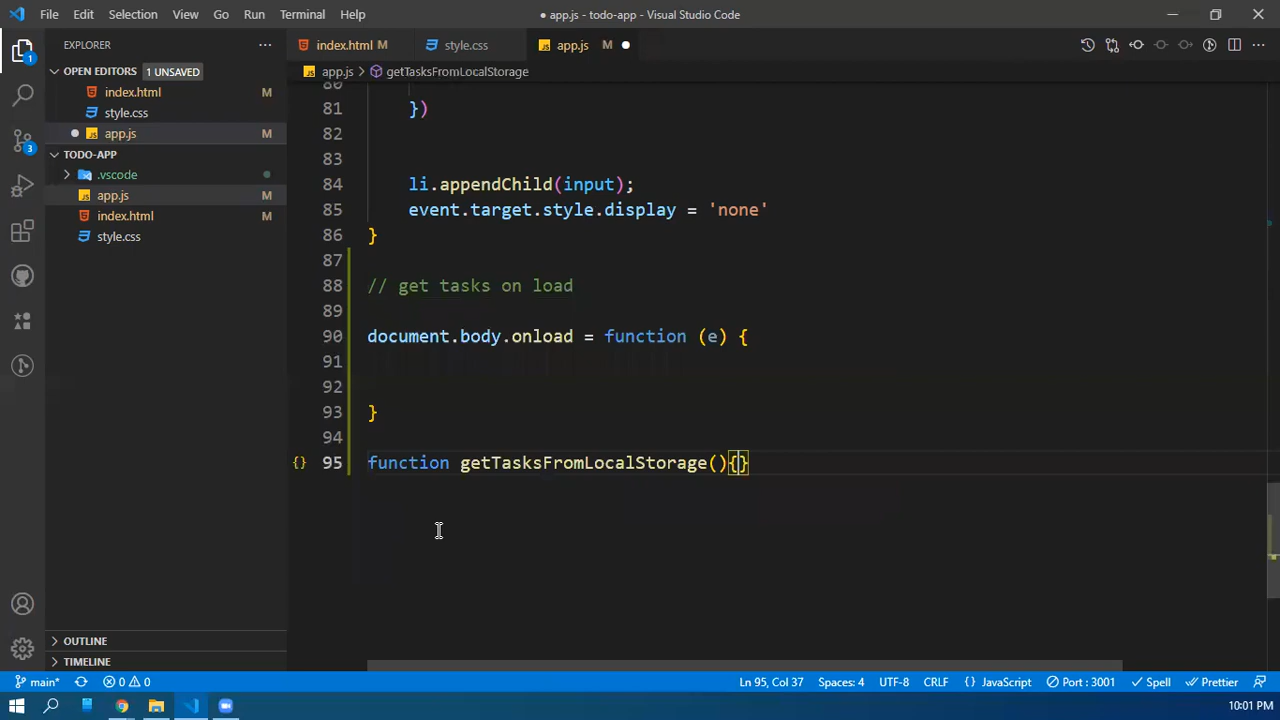 File Edit Selection View Go Run Terminal Help
● app.js - todo-app - Visual Studio Code
EXPLORER
index.html M
style.css
app.js M
OPEN EDITORS 1 UNSAVED
app.js > getTasksFromLocalStorage
index.html M
style.css
app.js M
TODO-APP
.vscode
app.js M
index.html M
style.css
OUTLINE
TIMELINE
80
81 })
82
83
84 li.appendChild(input);
85 event.target.style.display = 'none'
86 }
87
88 // get tasks on load
89
90 document.body.onload = function (e) {
91
92
93 }
94
95 function getTasksFromLocalStorage(){}
main* 0 0
Ln 95, Col 37 Spaces: 4 UTF-8 CRLF {} JavaScript Port : 3001 Spell Prettier
10:01 PM